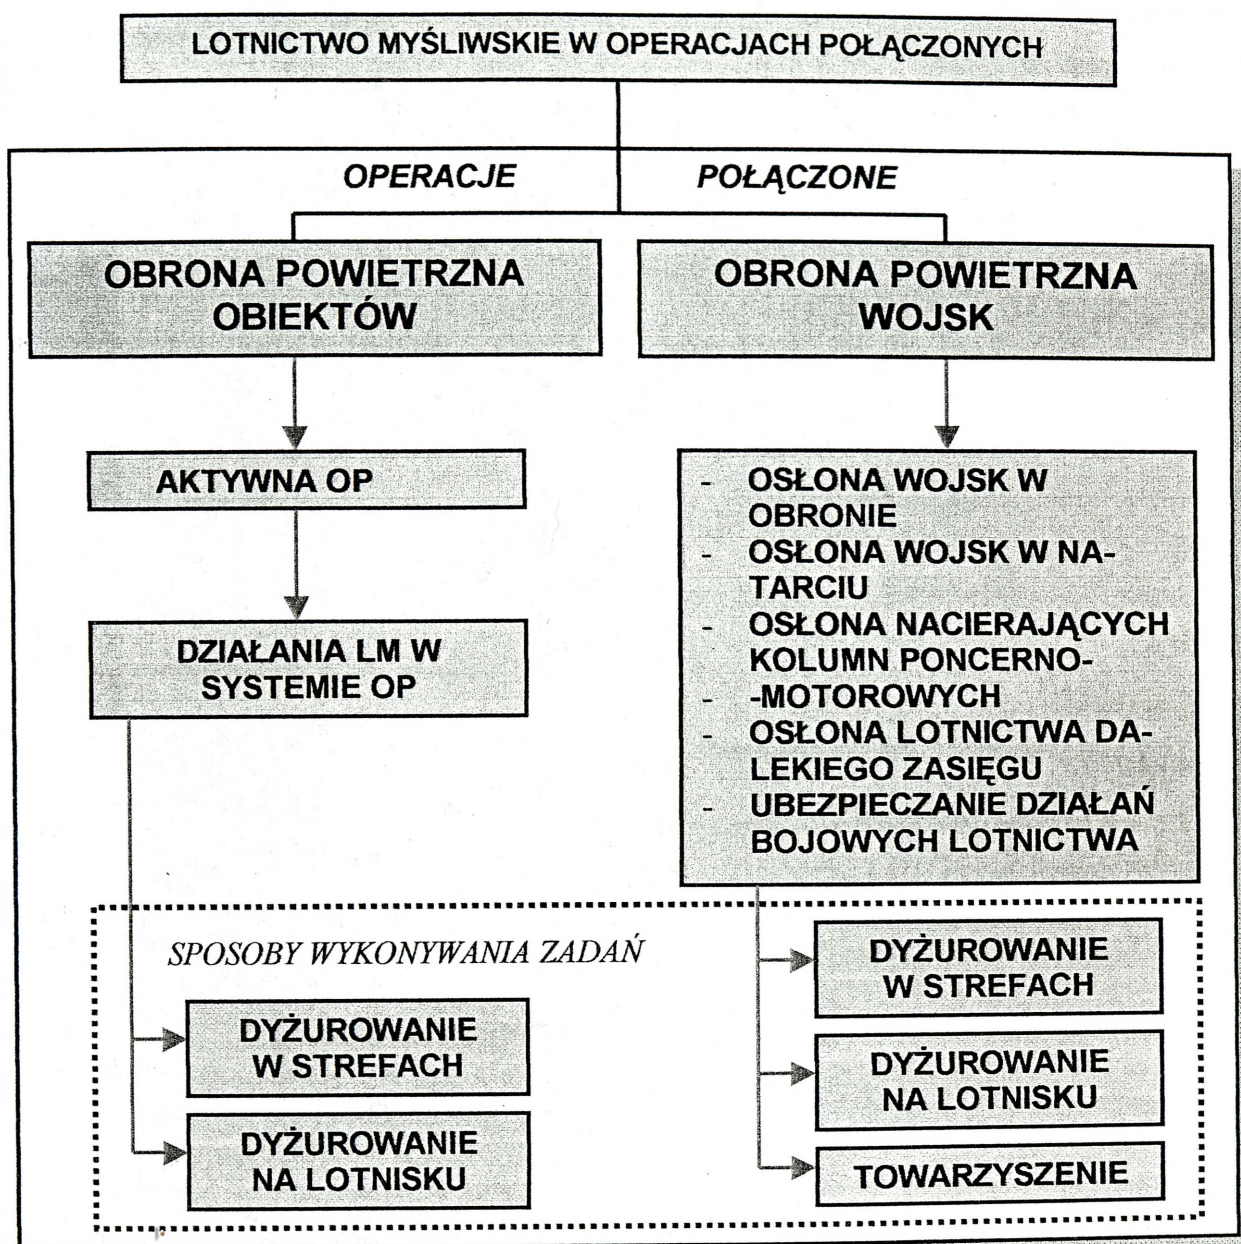 LOTNICTWO MYŚLIWSKIE W OPERACJACH POŁĄCZONYCH
OPERACJE POŁĄCZONE
OBRONA POWIETRZNA
OBIEKTÓW
OBRONA POWIETRZNA
WOJSK
AKTYWNA OP
DZIAŁANIA LM W
SYSTEMIE OP
- OSŁONA WOJSK W
OBRONIE
- OSŁONA WOJSK W NA-
TARCIU
- OSŁONA NACIERAJĄCYCH
KOLUMN PONCERNO-
- -MOTOROWYCH
- OSŁONA LOTNICTWA DA-
LEKIEGO ZASIĘGU
- UBEZPIECZANIE DZIAŁAŃ
BOJOWYCH LOTNICTWA
SPOSOBY WYKONYWANIA ZADAŃ
DYŻUROWANIE
W STREFACH
DYŻUROWANIE
NA LOTNISKU
DYŻUROWANIE
W STREFACH
DYŻUROWANIE
NA LOTNISKU
TOWARZYSZENIE